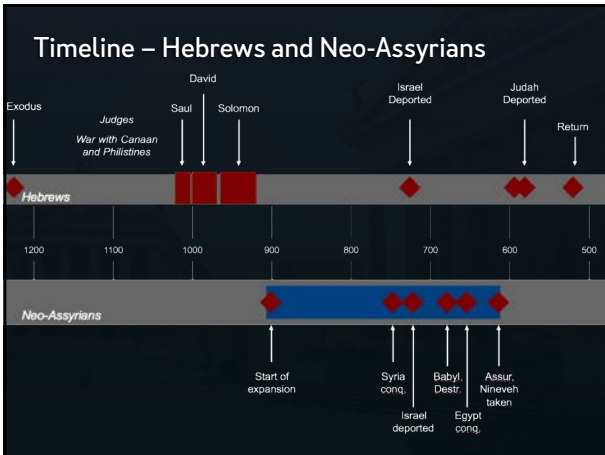 Timeline – Hebrews and Neo-Assyrians
Exodus
Judges
War with Canaan
and Philistines
Saul
David
Solomon
Israel
Deported
Judah
Deported
Return
Hebrews
1200 1100 1000 900 800 700 600 500
Neo-Assyrians
Start of
expansion
Syria
conq.
Israel
deported
Babyl.
Destr.
Egypt
conq.
Assur,
Nineveh
taken